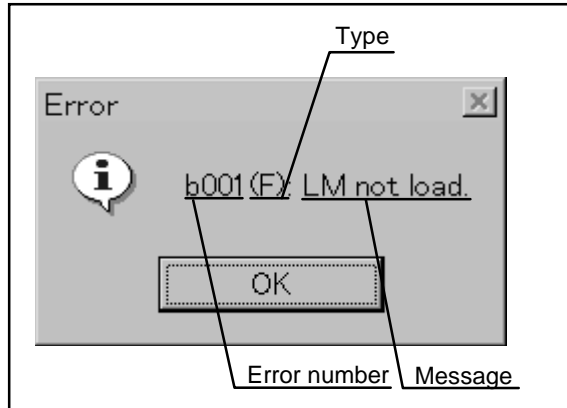 Type
Error
b001 (F): LM not load.
OK
Error number
Message